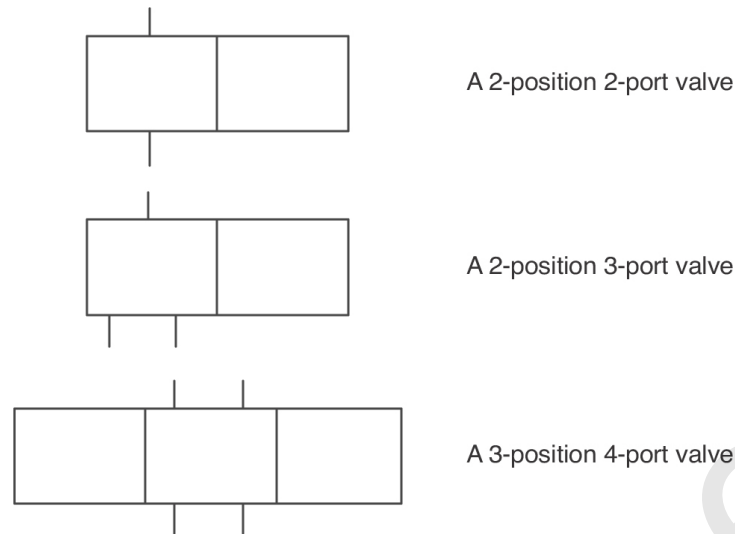 A 2-position 2-port valve
A 2-position 3-port valve
A 3-position 4-port valve